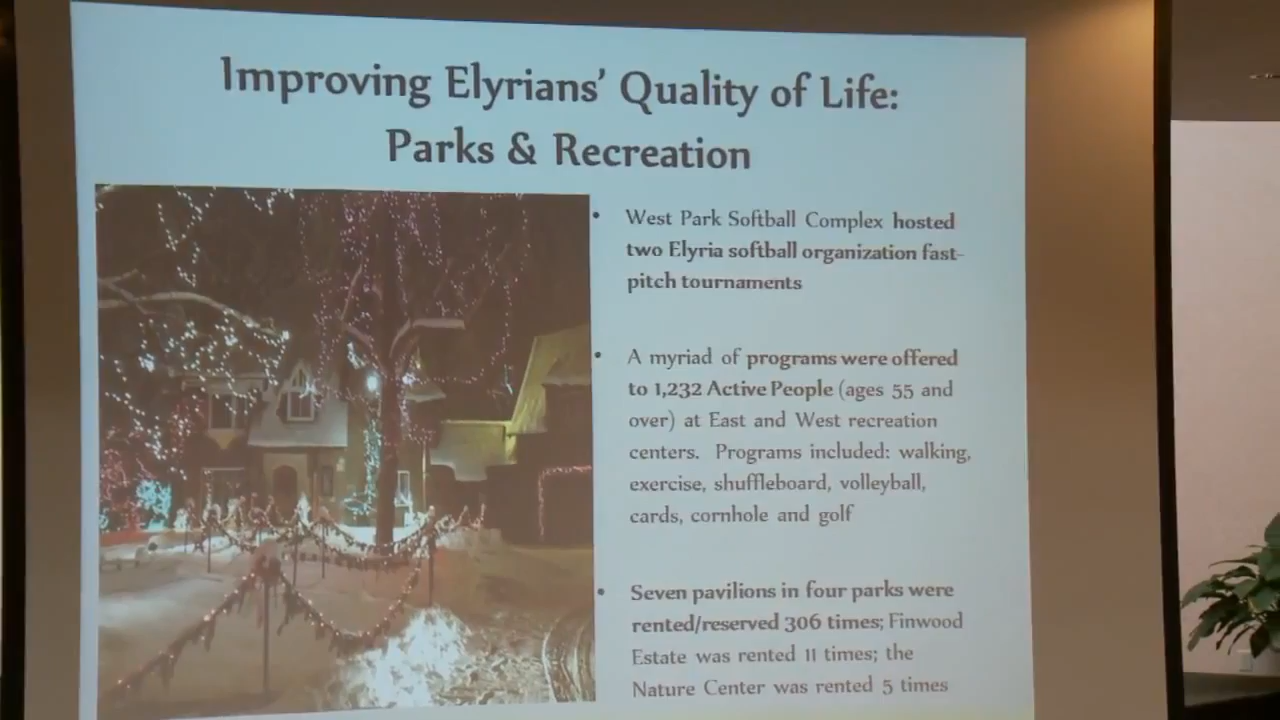 Improving Elyrians' Quality of Life:
Parks & Recreation
• West Park Softball Complex hosted
two Elyria softball organization fast-
pitch tournaments
• A myriad of programs were offered
to 1,232 Active People (ages 55 and
over) at East and West recreation
centers. Programs included: walking,
exercise, shuffleboard, volleyball,
cards, cornhole and golf
• Seven pavilions in four parks were
rented/reserved 306 times; Finwood
Estate was rented 11 times; the
Nature Center was rented 5 times